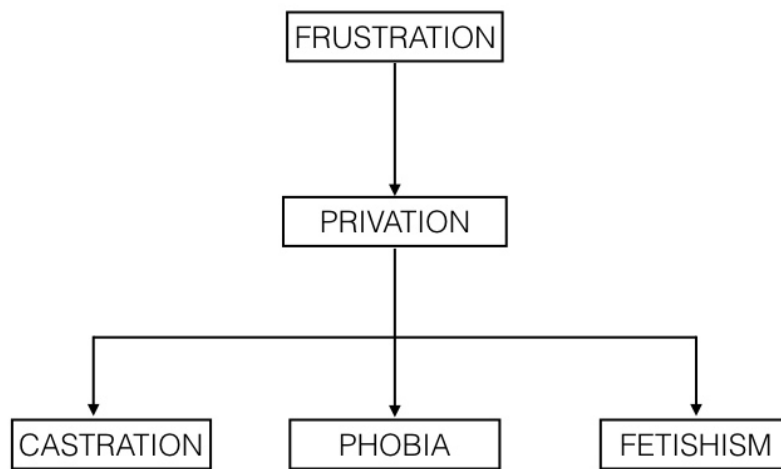 FRUSTRATION
PRIVATION
CASTRATION
PHOBIA
FETISHISM